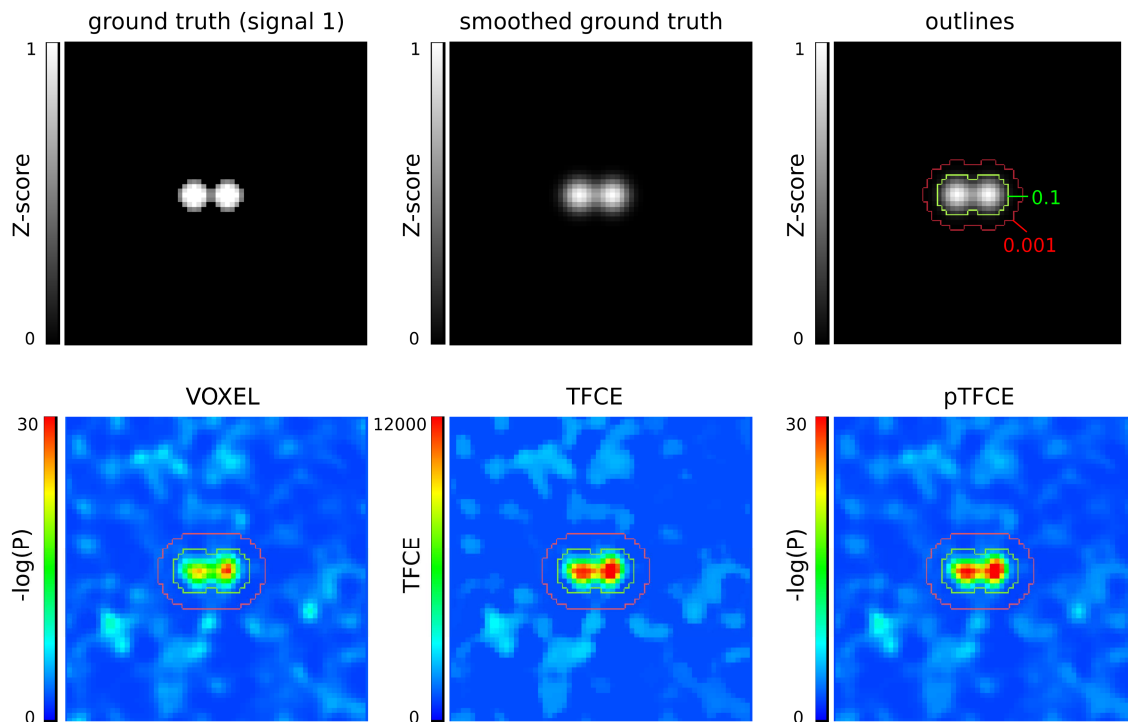 ground truth (signal 1)
smoothed ground truth
outlines
1
Z-score
0
1
Z-score
0
1
Z-score
0
0.1
0.001
VOXEL
TFCE
pTFCE
30
-log(P)
0
12000
TFCE
0
30
-log(P)
0